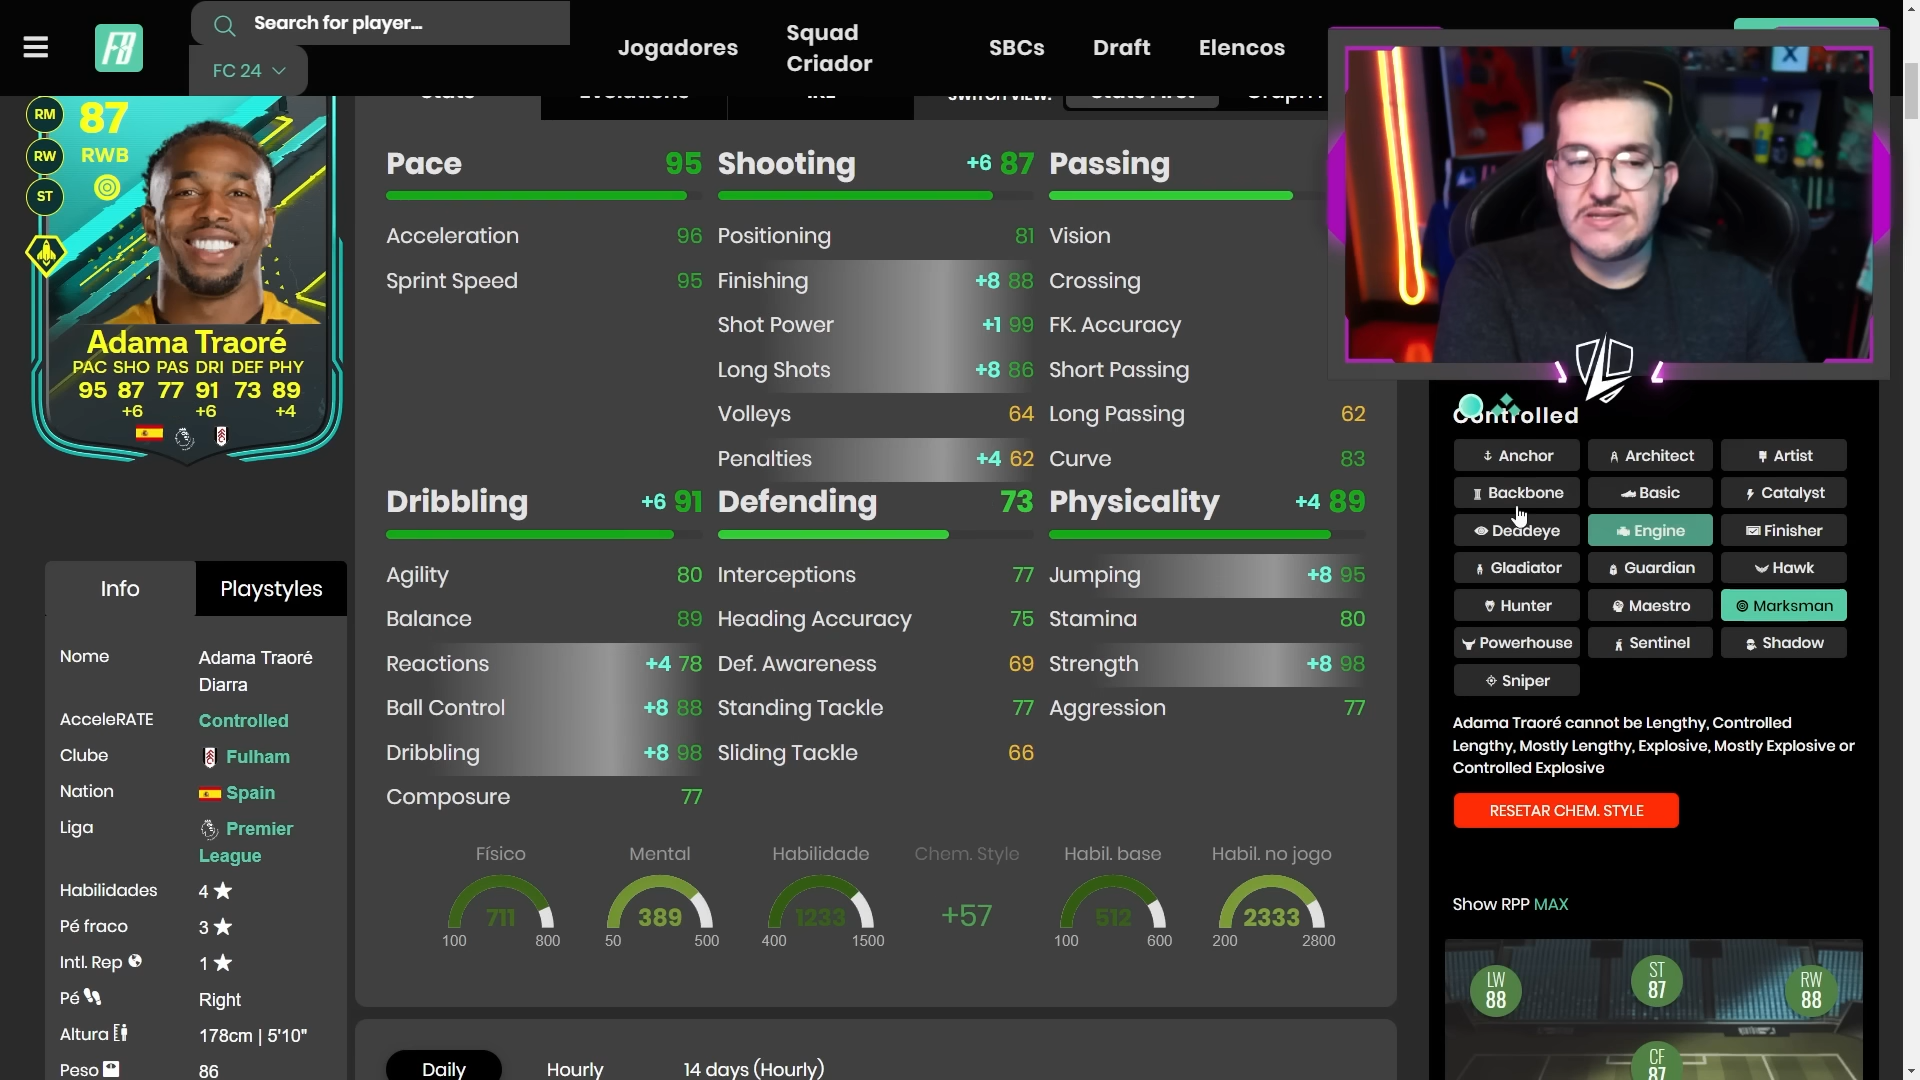 Search for player...
FC 24
Jogadores
Squad Criador
SBCs
Draft
Elencos
RM
87
RWB
RW
ST
Adama Traoré
PAC SHO PAS DRI DEF PHY
95 87 77 91 73 89
+6 +6 +4
Info
Playstyles
Nome Adama Traoré Diarra
AcceleRATE Controlled
Clube Fulham
Nation Spain
Liga Premier League
Habilidades 4
Pé fraco 3
Intl. Rep 1
Pé Right
Altura 178cm | 5'10"
Peso 86
Pace 95
Acceleration 96
Sprint Speed 95
Shooting +6 87
Positioning 81
Finishing +8 88
Shot Power +1 99
Long Shots +8 86
Volleys 64
Penalties +4 62
Passing
Vision
Crossing
FK. Accuracy
Short Passing
Long Passing 62
Curve 83
Dribbling +6 91
Agility 80
Balance 89
Reactions +4 78
Ball Control +8 88
Dribbling +8 98
Composure 77
Defending 73
Interceptions 77
Heading Accuracy 75
Def. Awareness 69
Standing Tackle 77
Sliding Tackle 66
Physicality +4 89
Jumping +8 95
Stamina 80
Strength +8 98
Aggression 77
Físico
711
100 800
Mental
389
50 500
Habilidade
1233
400 1500
Chem. Style
+57
Habil. base
512
100 600
Habil. no jogo
2333
200 2800
Daily
Hourly
14 days (Hourly)
Controlled
Anchor Architect Artist
Backbone Basic Catalyst
Deadeye Engine Finisher
Gladiator Guardian Hawk
Hunter Maestro Marksman
Powerhouse Sentinel Shadow
Sniper
Adama Traoré cannot be Lengthy, Controlled
Lengthy, Mostly Lengthy, Explosive, Mostly Explosive or
Controlled Explosive
RESETAR CHEM. STYLE
Show RPP MAX
LW
88
ST
87
RW
88
CF
87